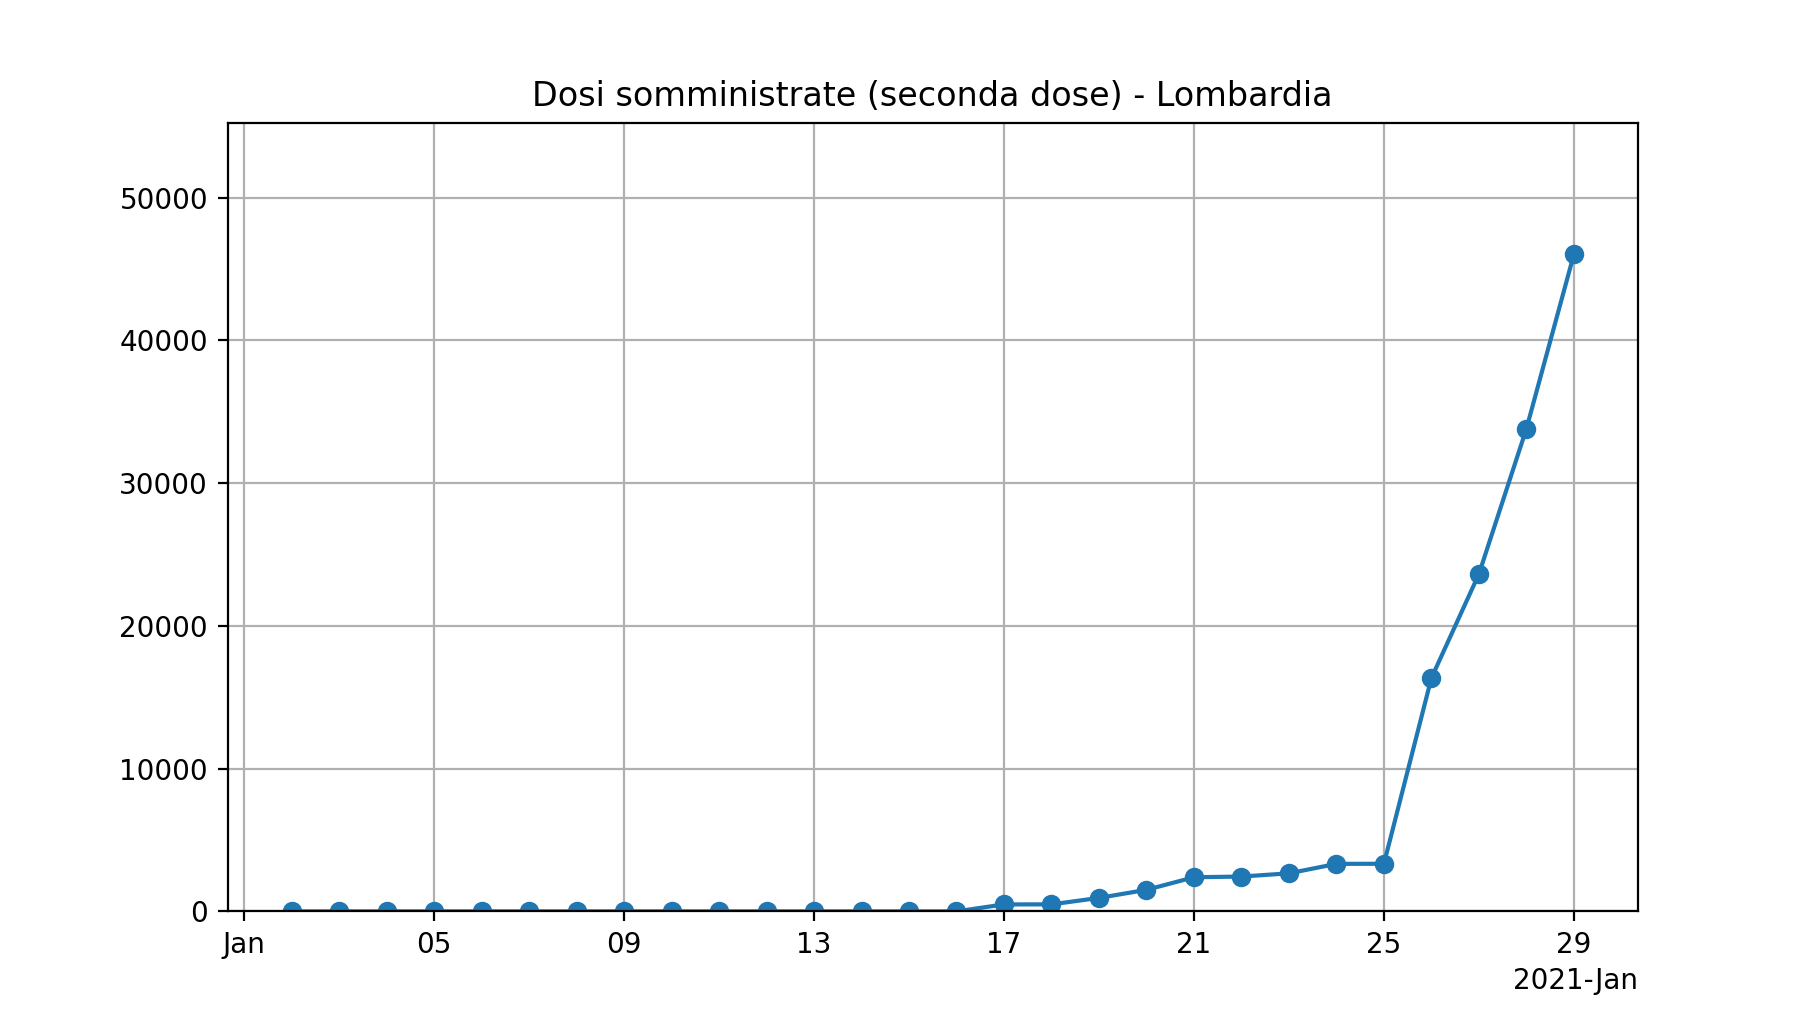 Dosi somministrate (seconda dose) - Lombardia
50000
40000
30000
20000
10000
0
Jan 05 09 13 17 21 25 29
2021-Jan